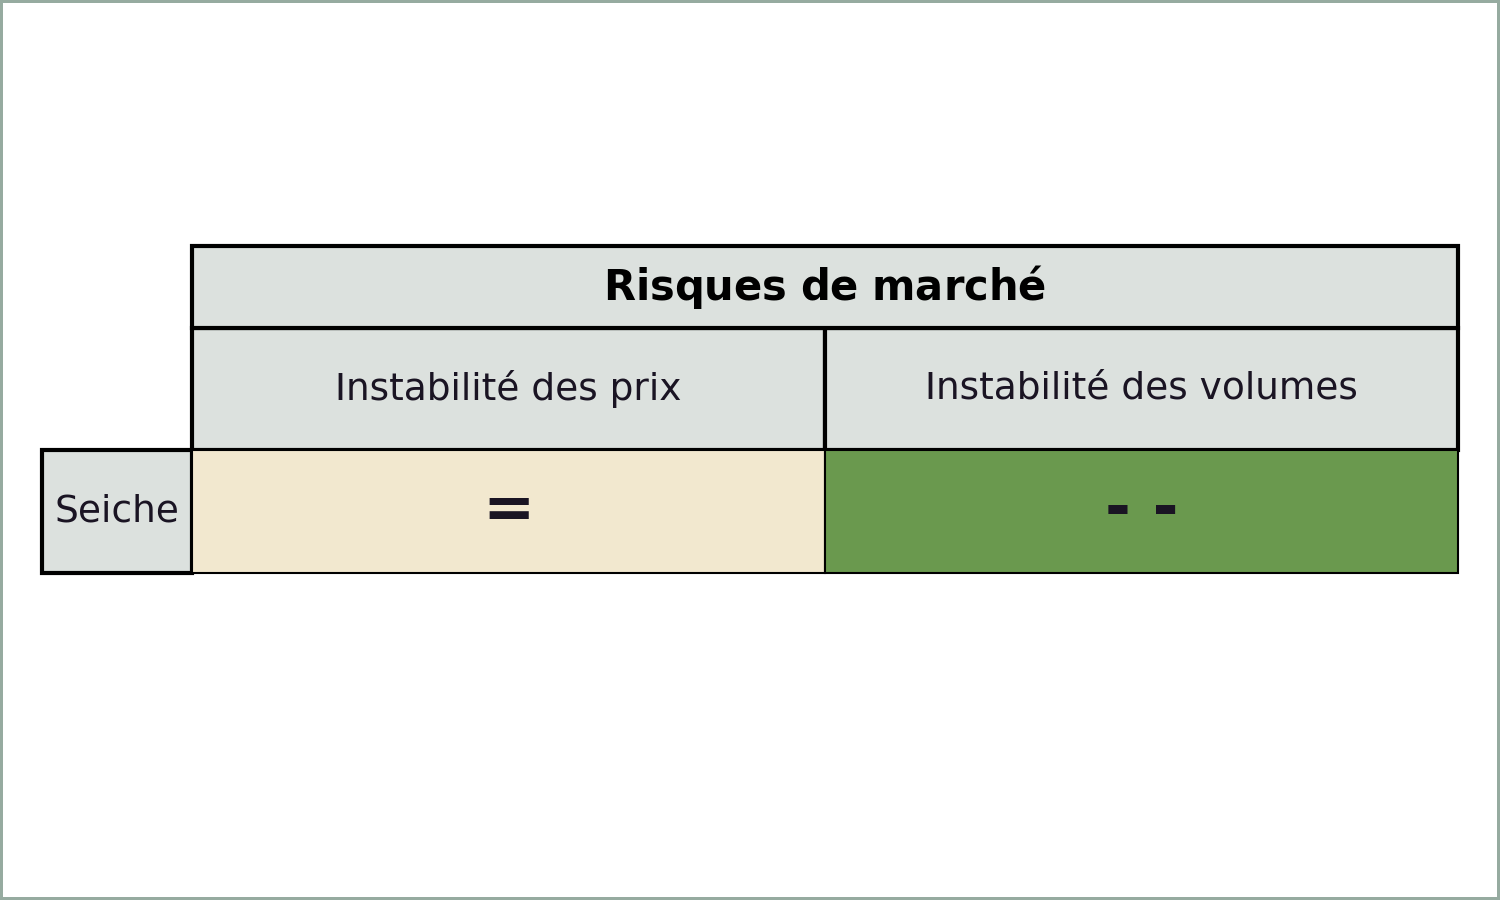 Risques de marché
Instabilité des prix
Instabilité des volumes
Seiche
=
- -